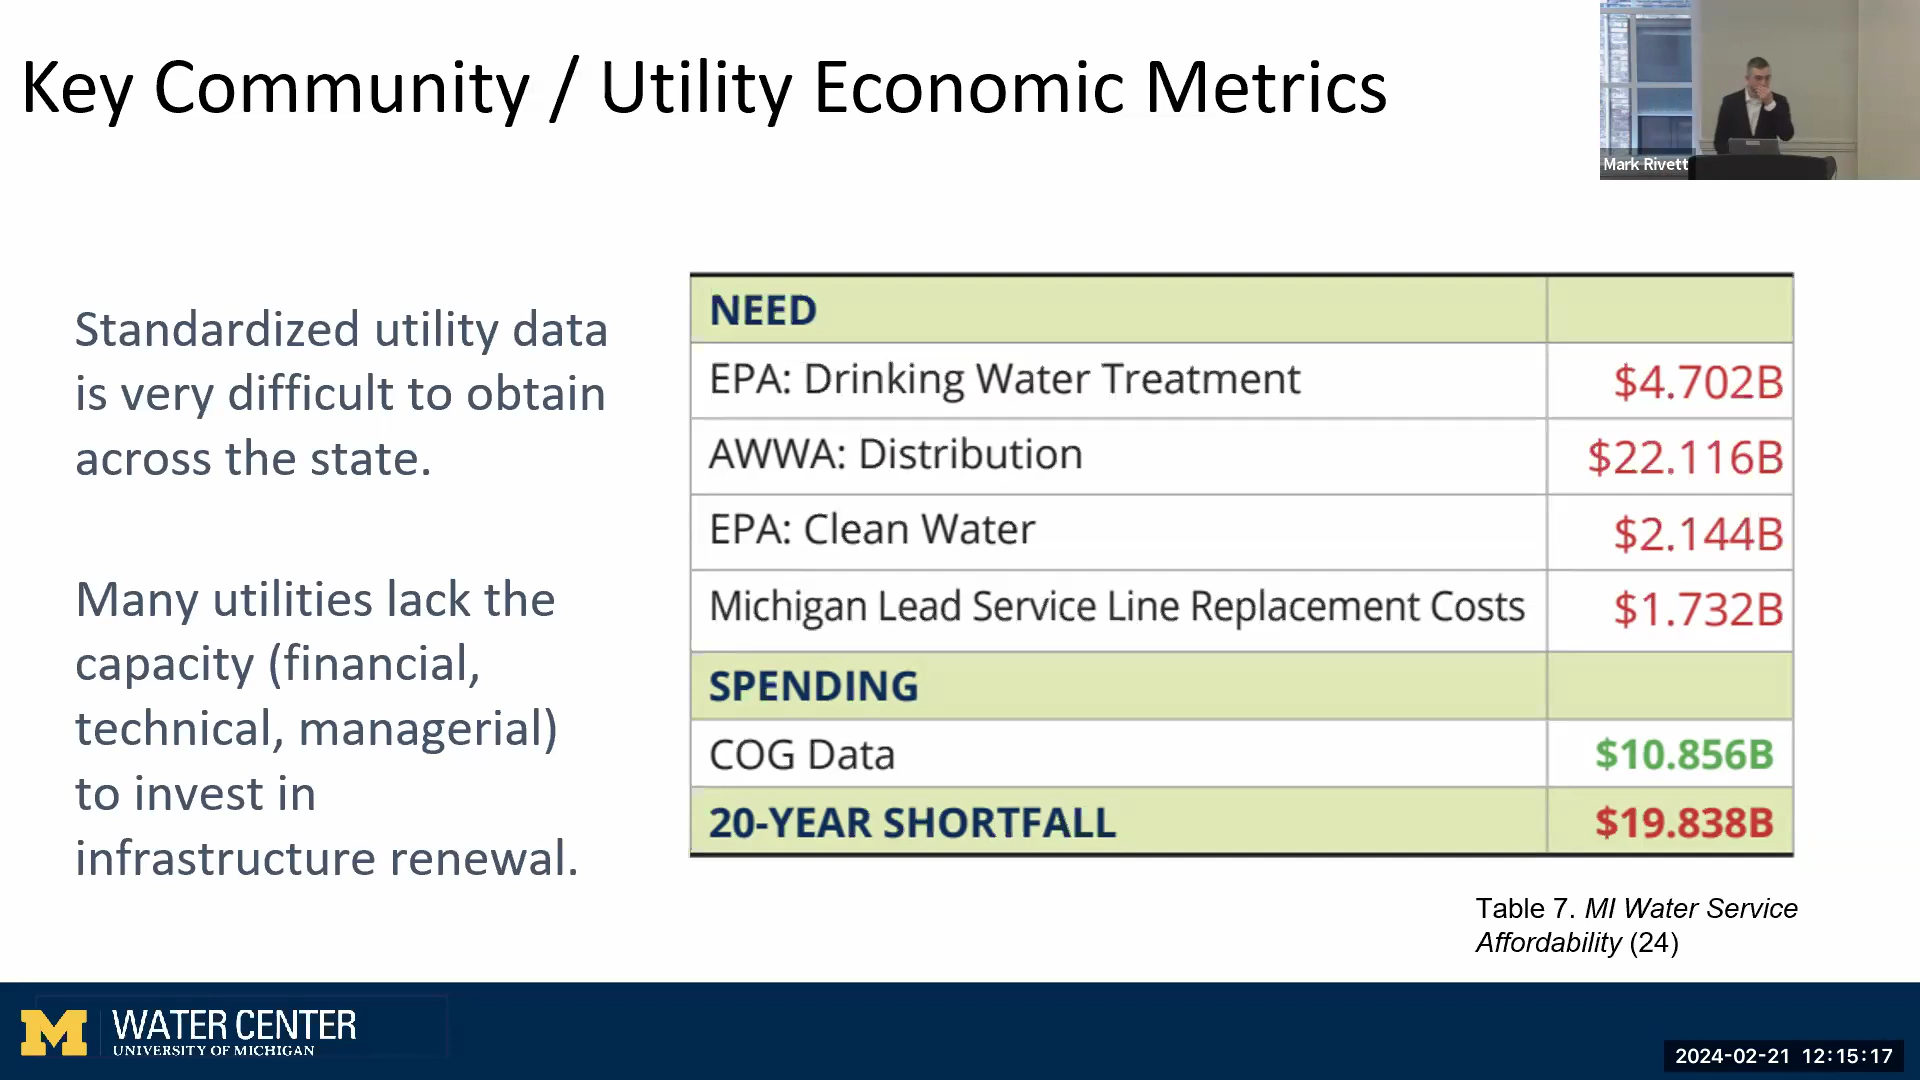 Key Community / Utility Economic Metrics
Mark Rivett
Standardized utility data
is very difficult to obtain
across the state.
Many utilities lack the
capacity (financial,
technical, managerial)
to invest in
infrastructure renewal.
NEED
EPA: Drinking Water Treatment $4.702B
AWWA: Distribution $22.116B
EPA: Clean Water $2.144B
Michigan Lead Service Line Replacement Costs $1.732B
SPENDING
COG Data $10.856B
20-YEAR SHORTFALL $19.838B
Table 7. MI Water Service
Affordability (24)
M WATER CENTER
UNIVERSITY OF MICHIGAN
2024-02-21 12:15:17